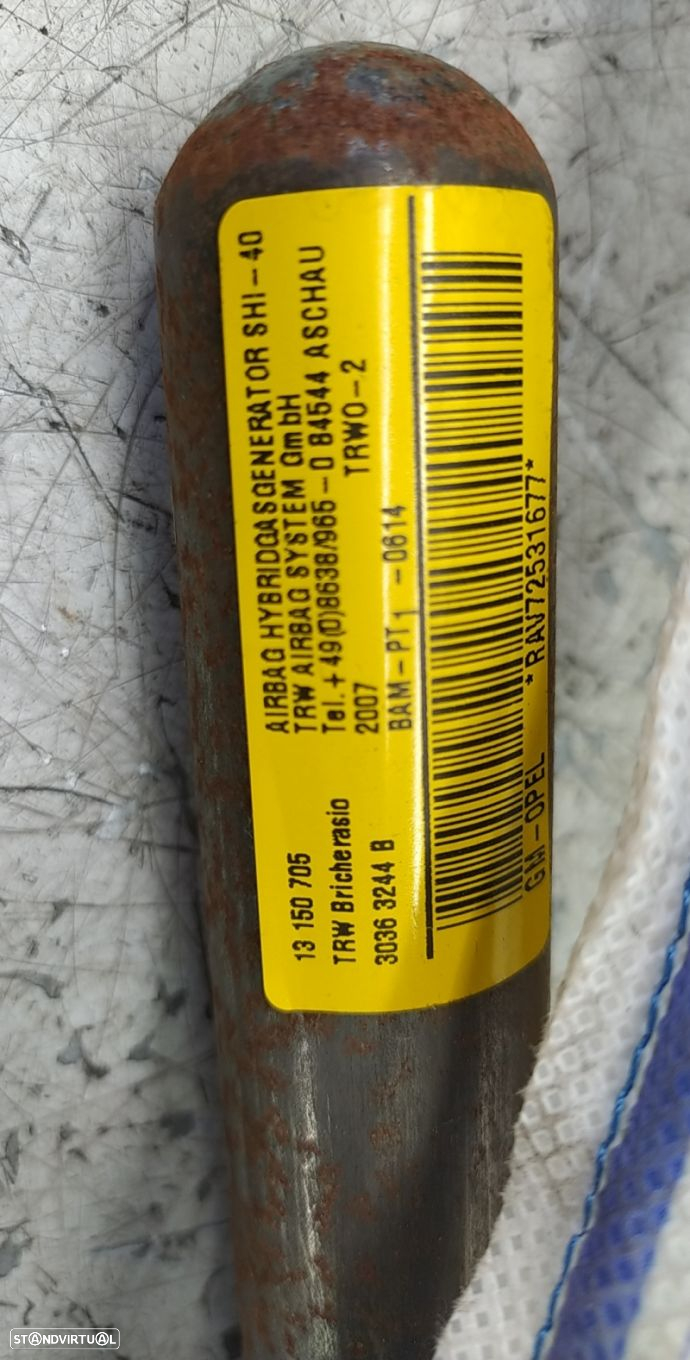 AIRBAG HYBRIDGASGENERATOR SHI-40
TRW AIRBAG SYSTEM GmbH
Tel.+49(0)8638/965-0 84544 ASCHAU
2007 TRWO-2
BAM-PT1-0614
13 150 705
TRW Bricherasio
3036 3244 B
GM-OPEL *RAV72531677*
STANDVIRTUAL